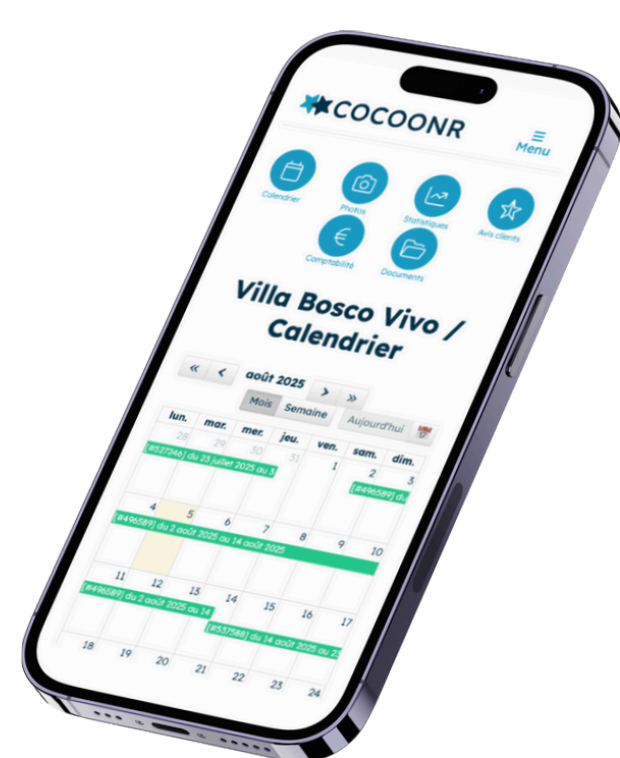 COCOONR
Menu
Calendrier
Photos
Statistiques
Avis clients
Comptabilité
Documents
Villa Bosco Vivo /
Calendrier
« < août 2025 > »
Mois Semaine Aujourd'hui
lun. mar. mer. jeu. ven. sam. dim.
28 29 30 31 1 2 3
[#527246] du 23 juillet 2025 au 3
[#496589] du
4 5 6 7 8 9 10
[#496589] du 2 août 2025 au 14 août 2025
11 12 13 14 15 16 17
[#496589] du 2 août 2025 au 14
[#537588] du 14 août 2025 au 23
18 19 20 21 22 23 24